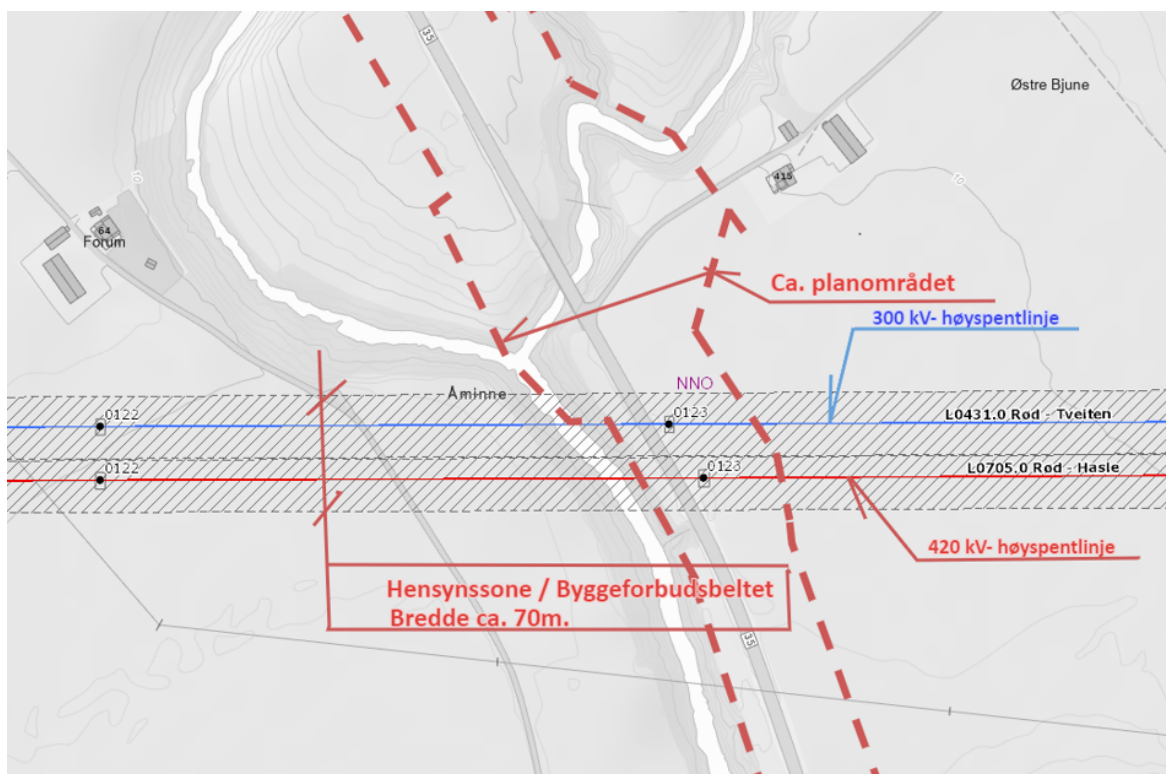 35
Østre Bjune
415
10
10
64
Forum
Ca. planområdet
300 kV- høyspentlinje
NNO
Åminne
0122
0123
L0431.0 Rød - Tveiten
0122
0123
L0705.0 Rød - Hasle
420 kV- høyspentlinje
Hensynssone / Byggeforbudsbeltet
Bredde ca. 70m.
35